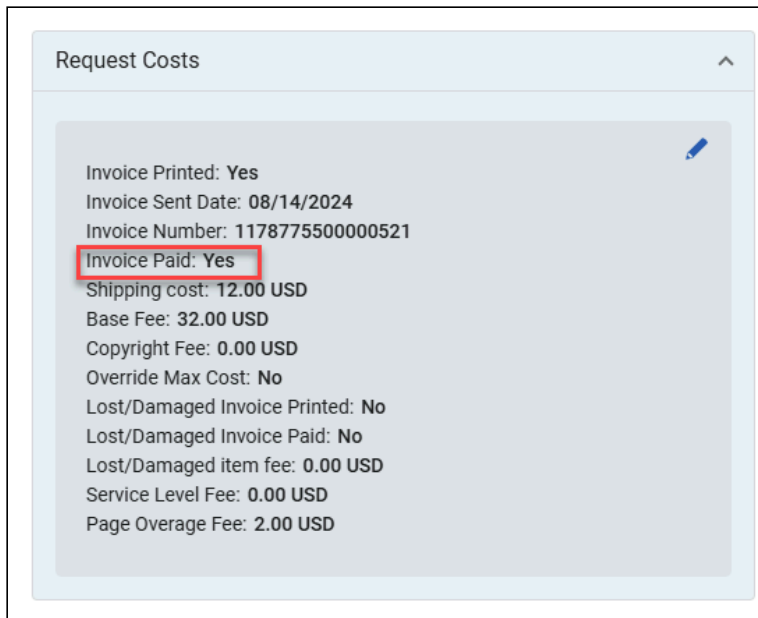 Request Costs
Invoice Printed: Yes
Invoice Sent Date: 08/14/2024
Invoice Number: 1178775500000521
Invoice Paid: Yes
Shipping cost: 12.00 USD
Base Fee: 32.00 USD
Copyright Fee: 0.00 USD
Override Max Cost: No
Lost/Damaged Invoice Printed: No
Lost/Damaged Invoice Paid: No
Lost/Damaged item fee: 0.00 USD
Service Level Fee: 0.00 USD
Page Overage Fee: 2.00 USD